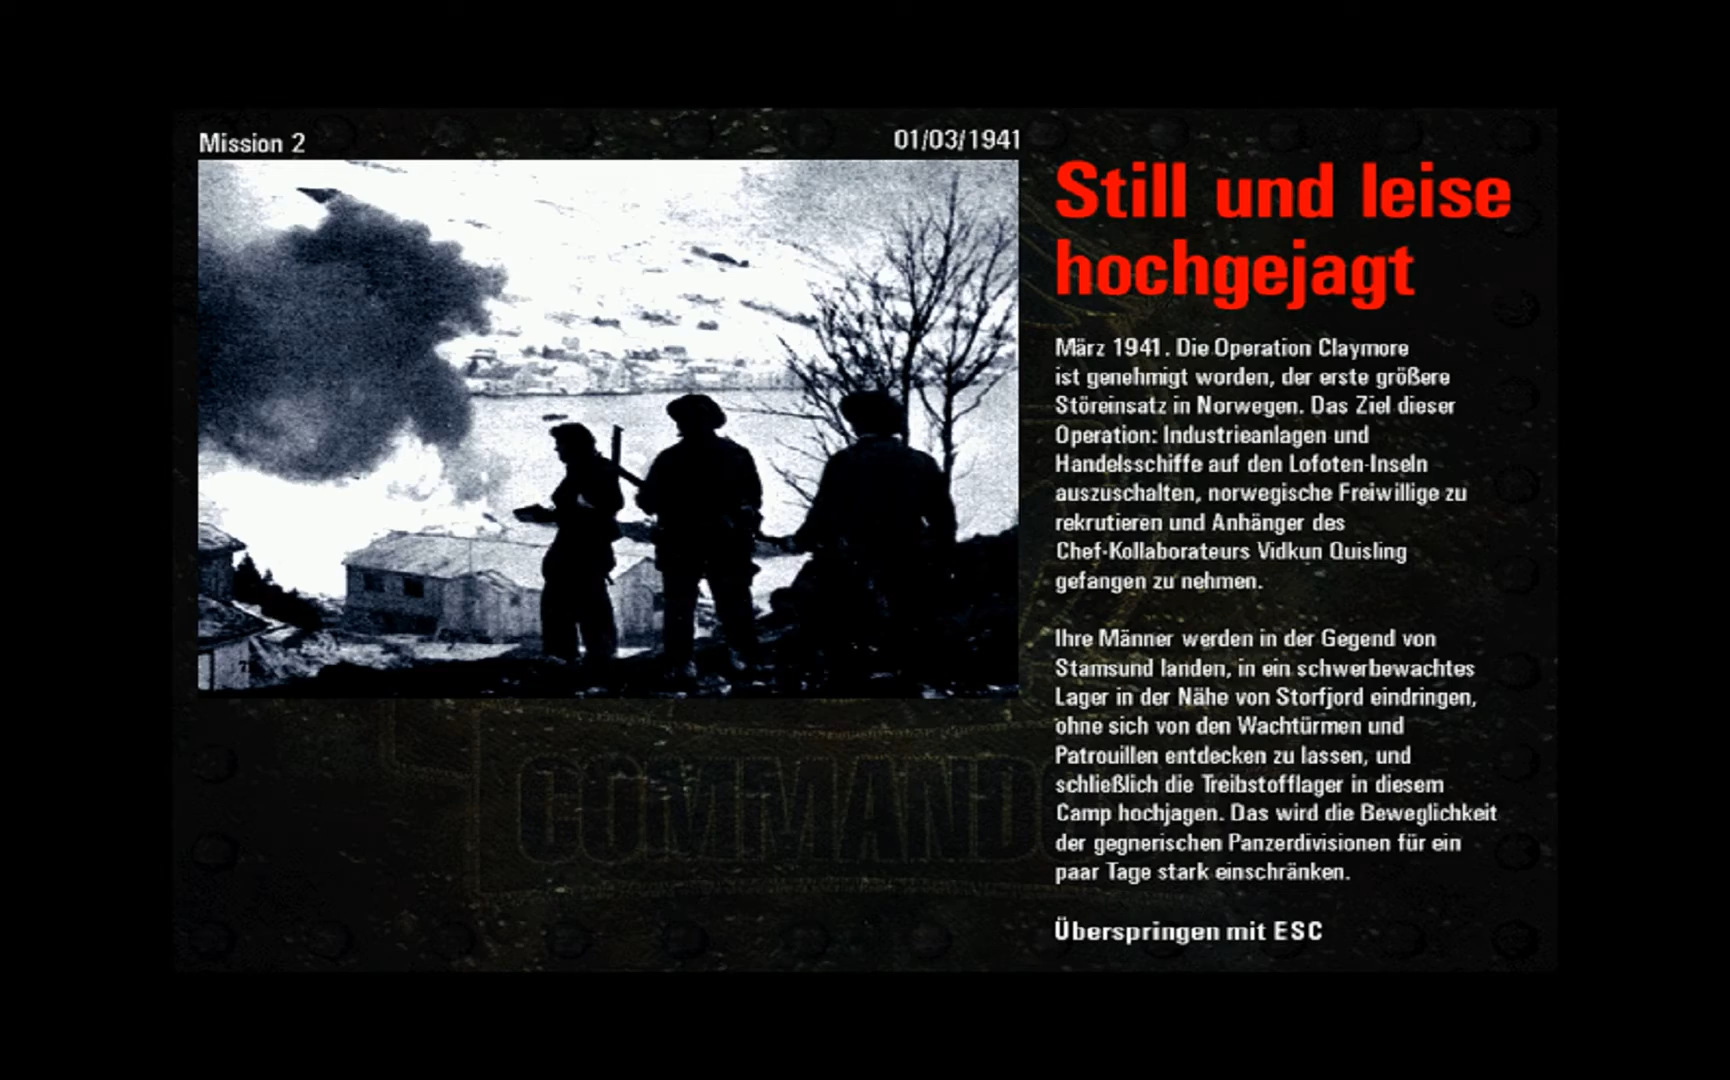 Mission 2
01/03/1941
Still und leise
hochgejagt
März 1941. Die Operation Claymore
ist genehmigt worden, der erste größere
Störeinsatz in Norwegen. Das Ziel dieser
Operation: Industrieanlagen und
Handelsschiffe auf den Lofoten-Inseln
auszuschalten, norwegische Freiwillige zu
rekrutieren und Anhänger des
Chef-Kollaborateurs Vidkun Quisling
gefangen zu nehmen.
Ihre Männer werden in der Gegend von
Stamsund landen, in ein schwerbewachtes
Lager in der Nähe von Storfjord eindringen,
ohne sich von den Wachtürmen und
Patrouillen entdecken zu lassen, und
schließlich die Treibstofflager in diesem
Camp hochjagen. Das wird die Beweglichkeit
der gegnerischen Panzerdivisionen für ein
paar Tage stark einschränken.
COMMANDO
Überspringen mit ESC